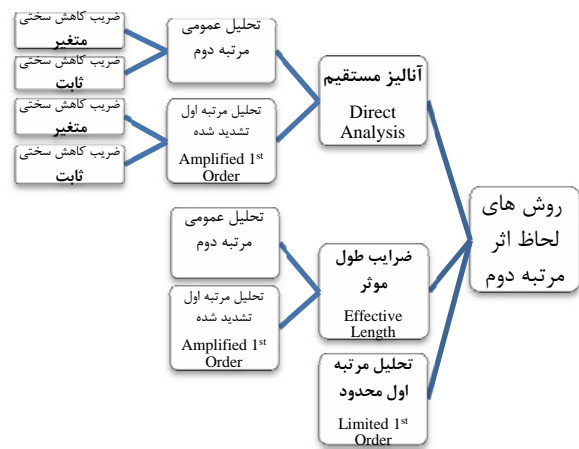 روش های
لحاظ اثر
مرتبه دوم
آنالیز مستقیم
Direct
Analysis
تحلیل عمومی
مرتبه دوم
ضریب کاهش سختی
متغیر
ضریب کاهش سختی
ثابت
تحلیل مرتبه اول
تشدید شده
Amplified 1st
Order
ضریب کاهش سختی
متغیر
ضریب کاهش سختی
ثابت
ضرایب طول
موثر
Effective
Length
تحلیل عمومی
مرتبه دوم
تحلیل مرتبه اول
تشدید شده
Amplified 1st
Order
تحلیل مرتبه
اول محدود
Limited 1st
Order